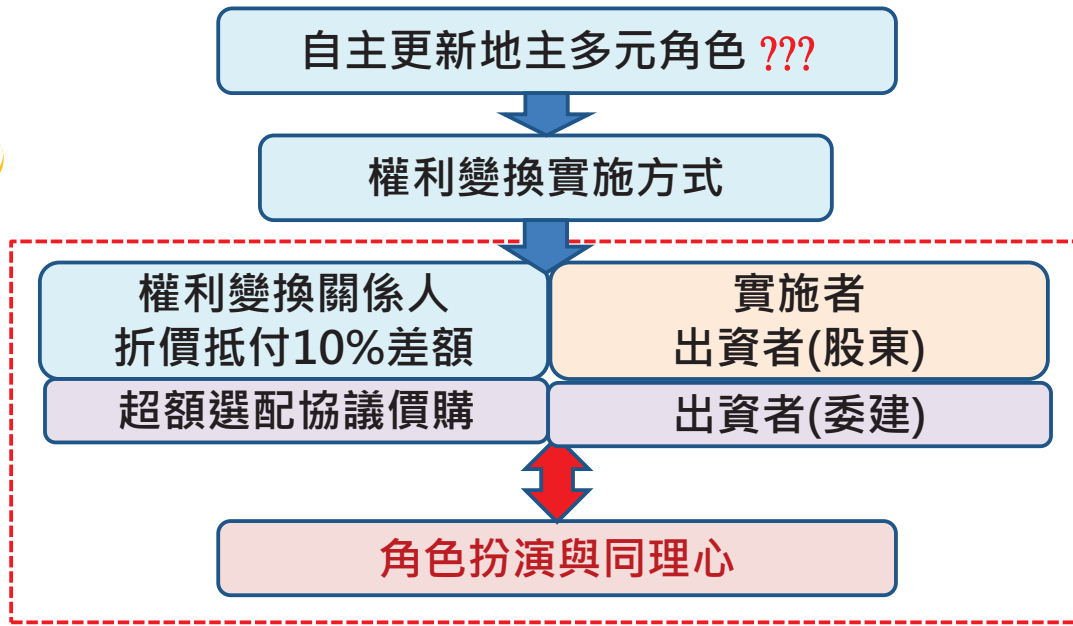 自主更新地主多元角色 ???
權利變換實施方式
權利變換關係人
折價抵付10%差額
實施者
出資者(股東)
超額選配協議價購
出資者(委建)
角色扮演與同理心